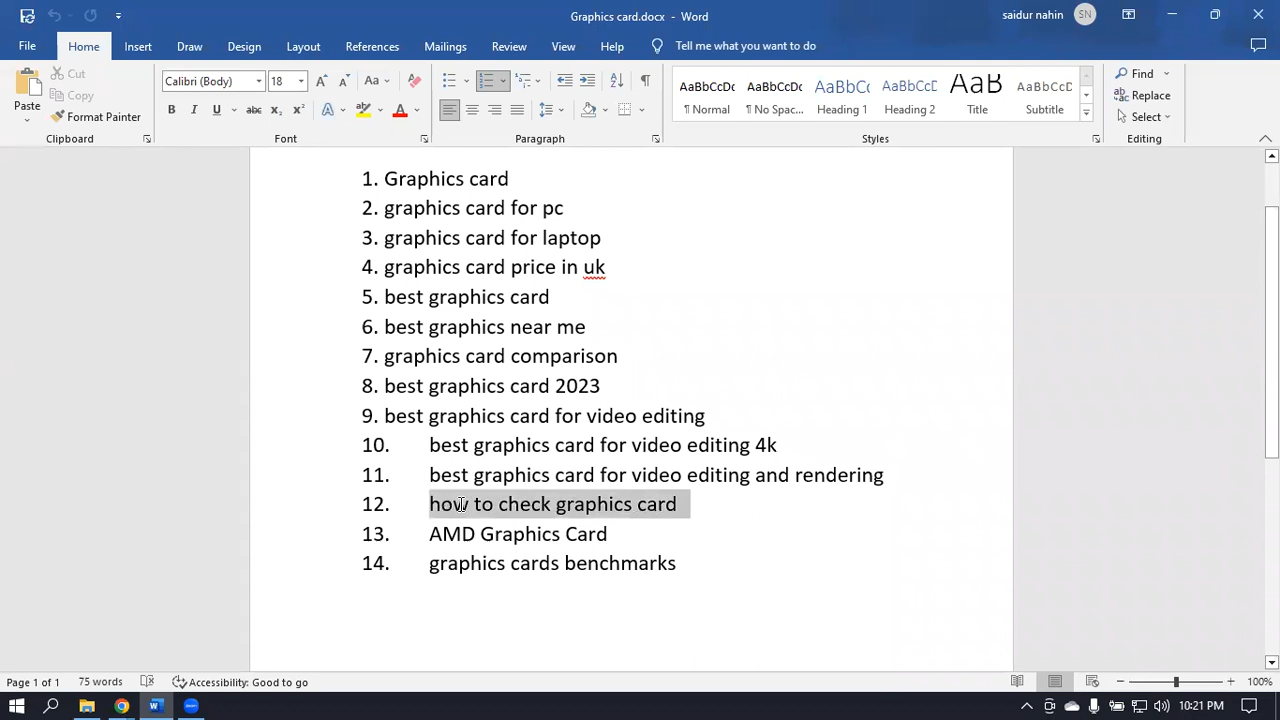 Graphics card.docx - Word
saidur nahin
SN
File
Home
Insert
Draw
Design
Layout
References
Mailings
Review
View
Help
Tell me what you want to do
Paste
Cut
Copy
Format Painter
Clipboard
Calibri (Body)
18
Font
Paragraph
AaBbCcDc
AaBbCcDc
AaBbCcD
AaBbCcD
AaB
AaBbCcD
¶ Normal
¶ No Spac...
Heading 1
Heading 2
Title
Subtitle
Styles
Find
Replace
Select
Editing
1. Graphics card
2. graphics card for pc
3. graphics card for laptop
4. graphics card price in uk
5. best graphics card
6. best graphics near me
7. graphics card comparison
8. best graphics card 2023
9. best graphics card for video editing
10. best graphics card for video editing 4k
11. best graphics card for video editing and rendering
12. how to check graphics card
13. AMD Graphics Card
14. graphics cards benchmarks
Page 1 of 1
75 words
Accessibility: Good to go
100%
10:21 PM